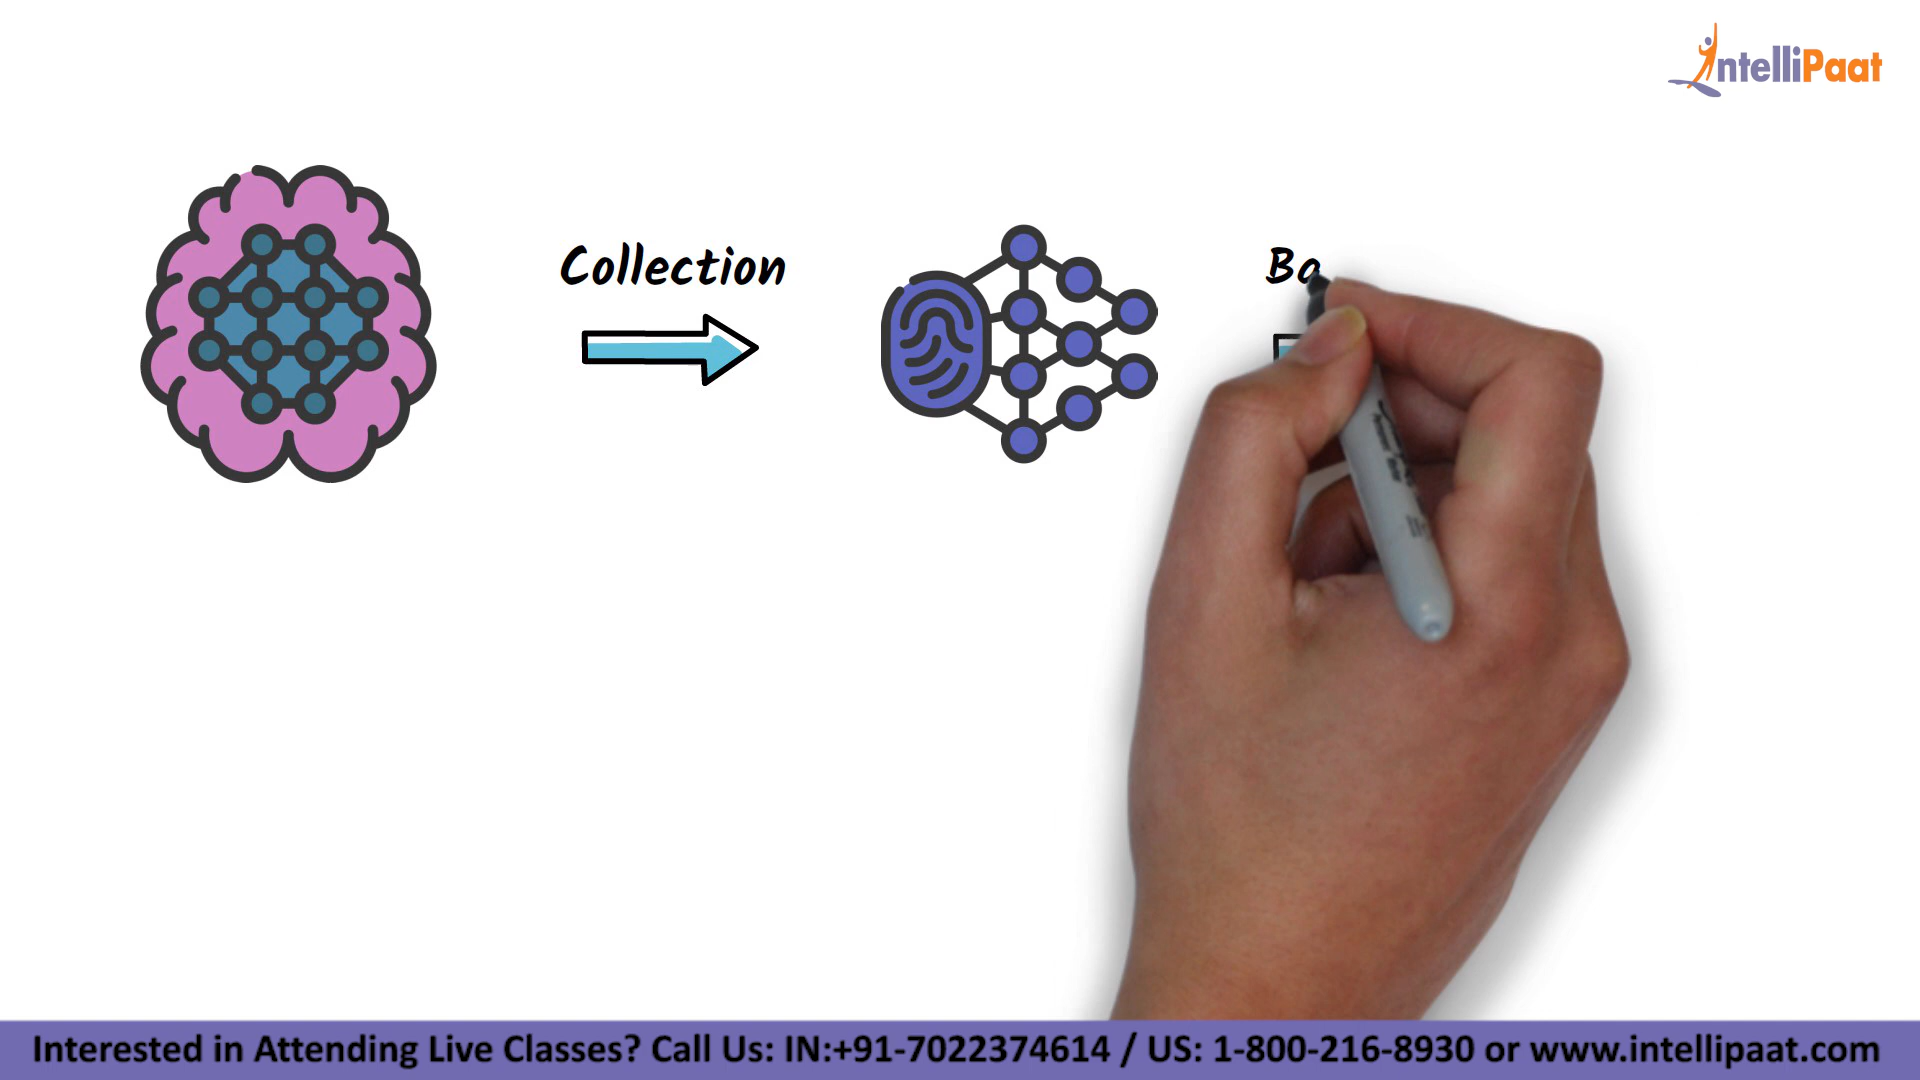 IntelliPaat
Collection
Ba
Interested in Attending Live Classes? Call Us: IN:+91-7022374614 / US: 1-800-216-8930 or www.intellipaat.com